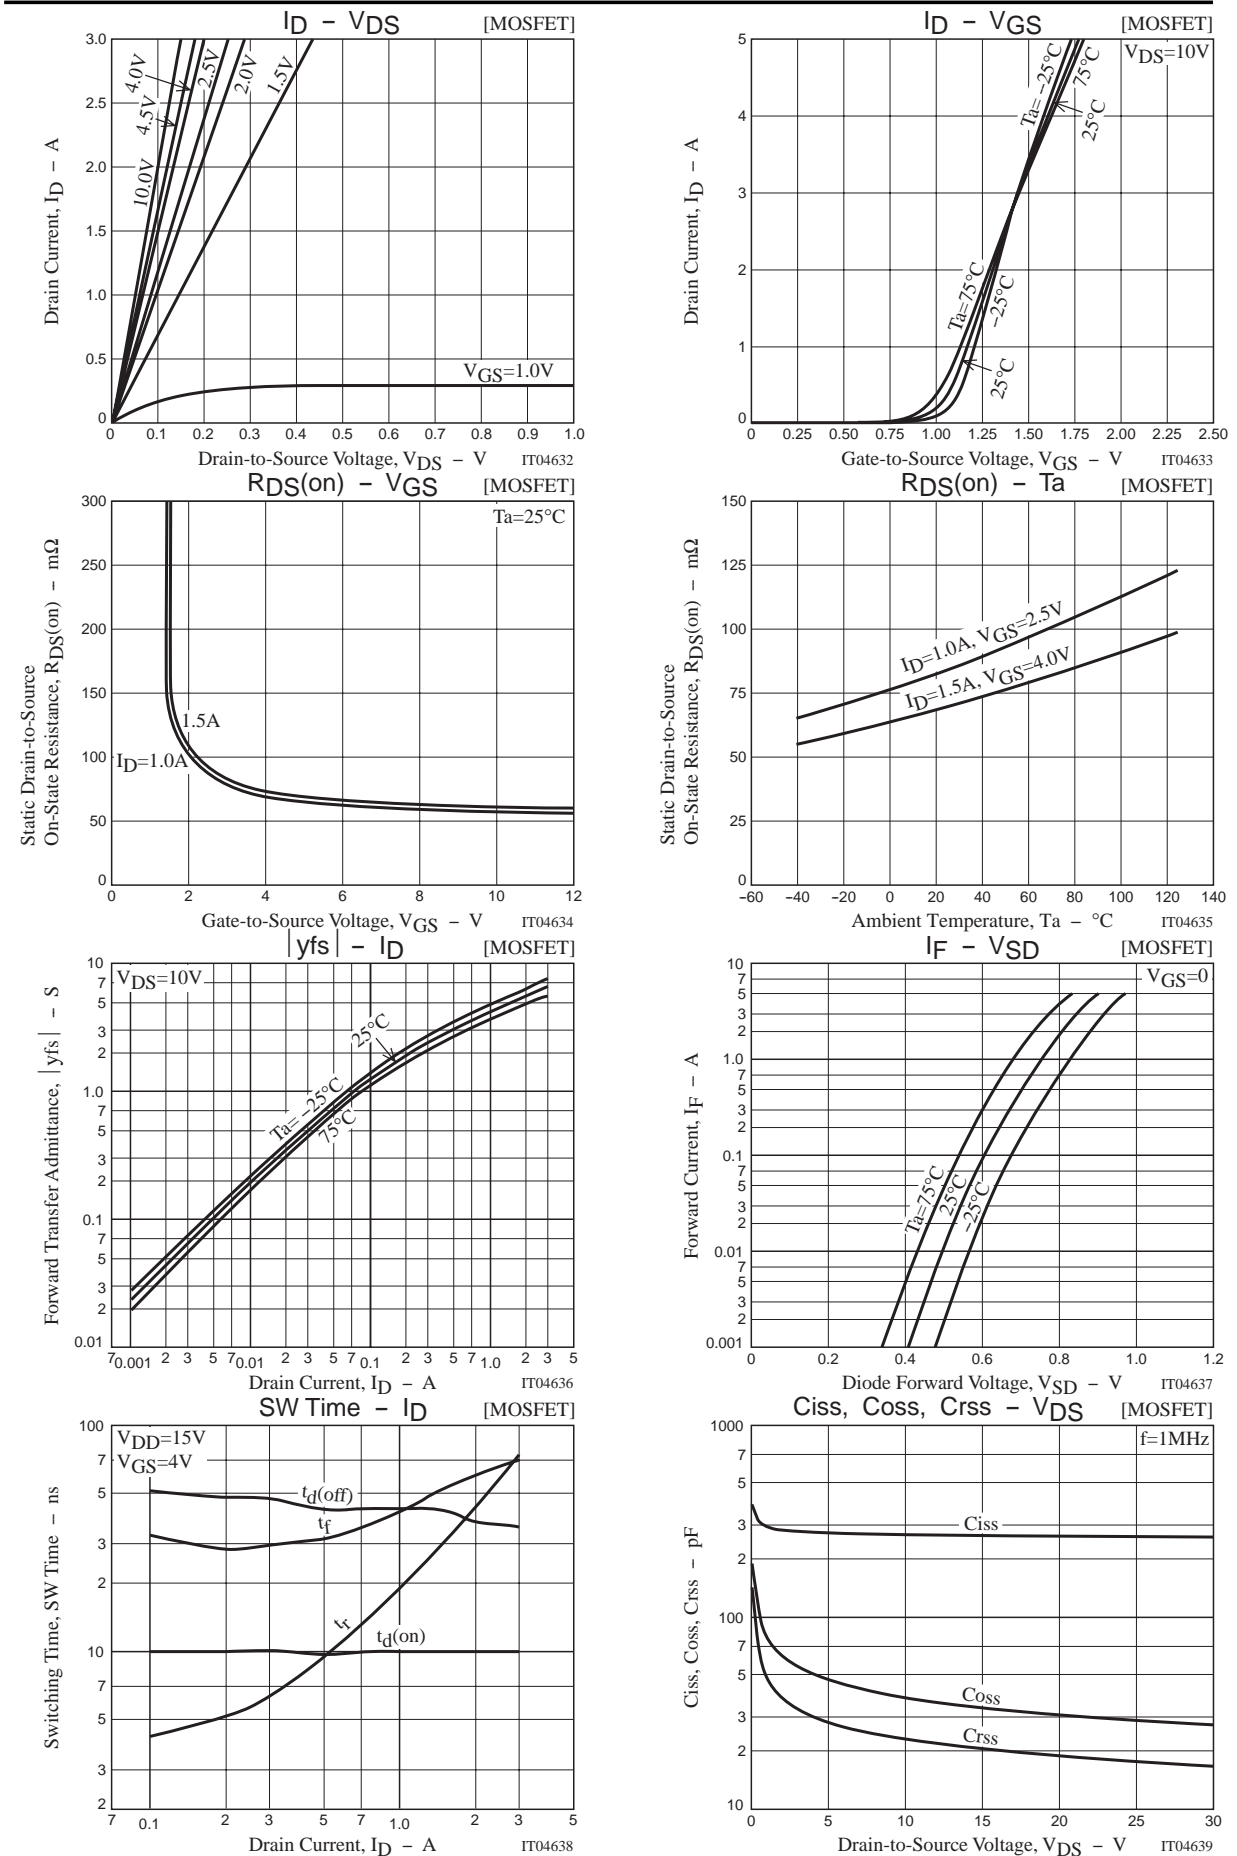 ID – VDS [MOSFET]
3.0
2.5
2.0
1.5
1.0
0.5
0
Drain Current, ID – A
4.0V
4.5V
10.0V
2.5V
2.0V
1.5V
VGS=1.0V
0 0.1 0.2 0.3 0.4 0.5 0.6 0.7 0.8 0.9 1.0
Drain-to-Source Voltage, VDS – V IT04632
ID – VGS [MOSFET]
VDS=10V
5
4
3
2
1
0
Drain Current, ID – A
Ta= –25°C
75°C
25°C
Ta=75°C
–25°C
25°C
0 0.25 0.50 0.75 1.00 1.25 1.50 1.75 2.00 2.25 2.50
Gate-to-Source Voltage, VGS – V IT04633
RDS(on) – VGS [MOSFET]
Ta=25°C
300
250
200
150
100
50
0
Static Drain-to-Source
On-State Resistance, RDS(on) – mΩ
1.5A
ID=1.0A
0 2 4 6 8 10 12
Gate-to-Source Voltage, VGS – V IT04634
RDS(on) – Ta [MOSFET]
150
125
100
75
50
25
0
Static Drain-to-Source
On-State Resistance, RDS(on) – mΩ
ID=1.0A, VGS=2.5V
ID=1.5A, VGS=4.0V
–60 –40 –20 0 20 40 60 80 100 120 140
Ambient Temperature, Ta – °C IT04635
|yfs| – ID [MOSFET]
VDS=10V
10
7
5
3
2
1.0
7
5
3
2
0.1
7
5
3
2
0.01
Forward Transfer Admittance, |yfs| – S
25°C
Ta= –25°C
75°C
7 0.001 2 3 5 7 0.01 2 3 5 7 0.1 2 3 5 7 1.0 2 3 5
Drain Current, ID – A IT04636
IF – VSD [MOSFET]
VGS=0
10
7
5
3
2
1.0
7
5
3
2
0.1
7
5
3
2
0.01
7
5
3
2
0.001
Forward Current, IF – A
Ta=75°C
25°C
–25°C
0 0.2 0.4 0.6 0.8 1.0 1.2
Diode Forward Voltage, VSD – V IT04637
SW Time – ID [MOSFET]
VDD=15V
VGS=4V
100
7
5
3
2
10
7
5
3
2
Switching Time, SW Time – ns
td(off)
tf
tr
td(on)
7 0.1 2 3 5 7 1.0 2 3 5
Drain Current, ID – A IT04638
Ciss, Coss, Crss – VDS [MOSFET]
f=1MHz
1000
7
5
3
2
100
7
5
3
2
10
Ciss, Coss, Crss – pF
Ciss
Coss
Crss
0 5 10 15 20 25 30
Drain-to-Source Voltage, VDS – V IT04639